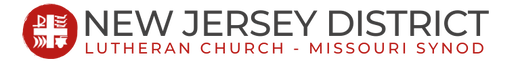 NEW JERSEY DISTRICT
LUTHERAN CHURCH - MISSOURI SYNOD